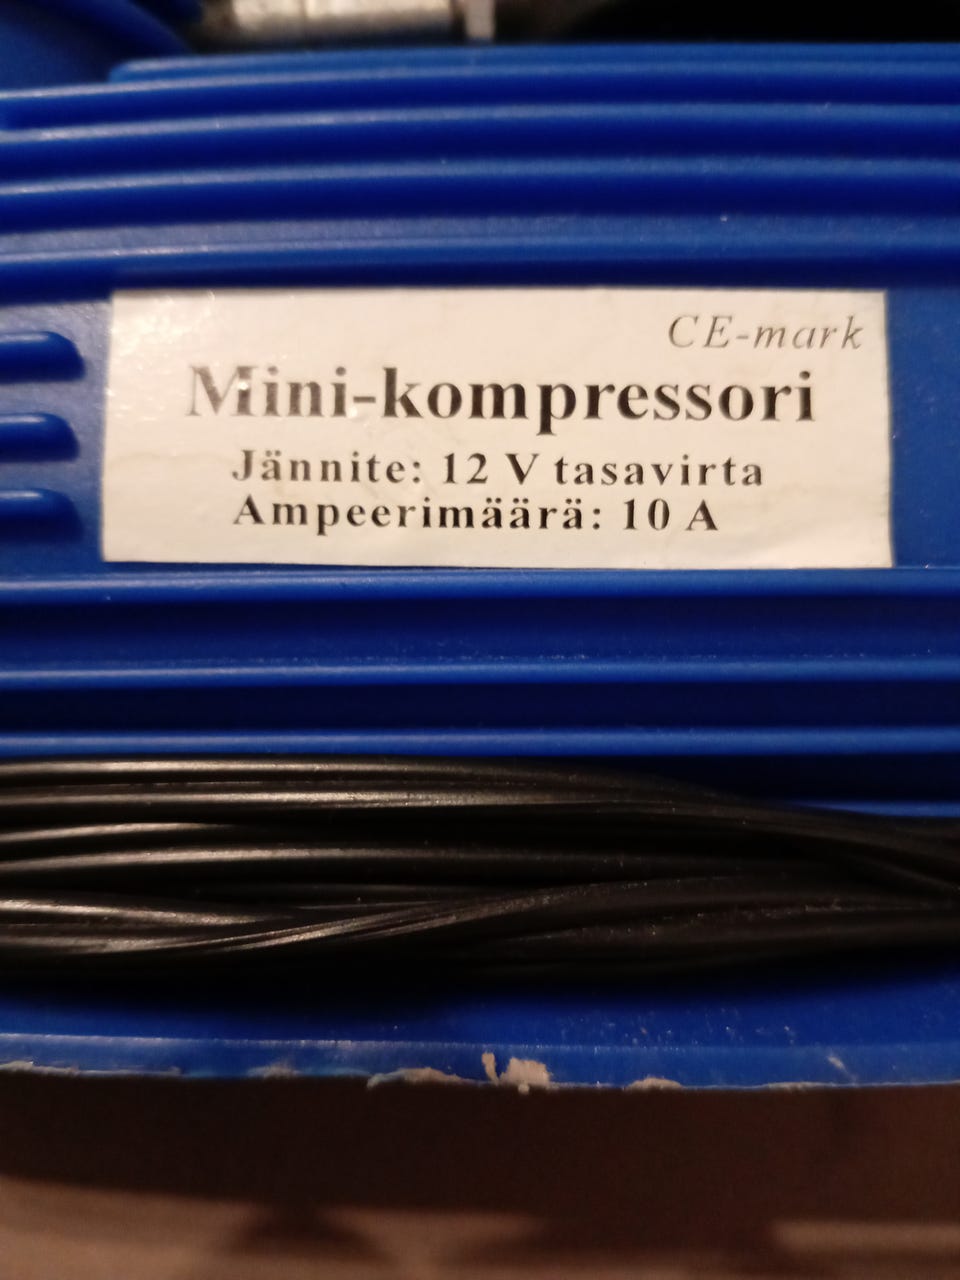 CE-mark
Mini-kompressori
Jännite: 12 V tasavirta
Ampeerimäärä: 10 A